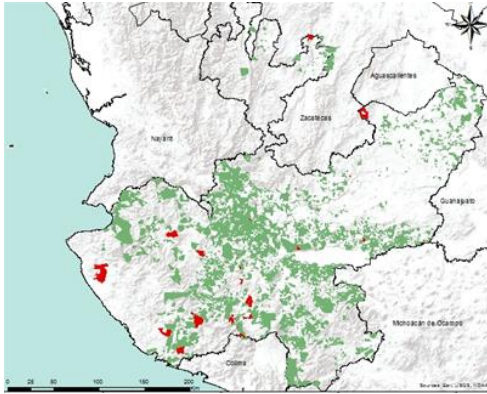 Aguascalientes
Zacatecas
Nayarit
Guanajuato
Michoacán de Ocampo
Colima
0 25 50 100 150 200